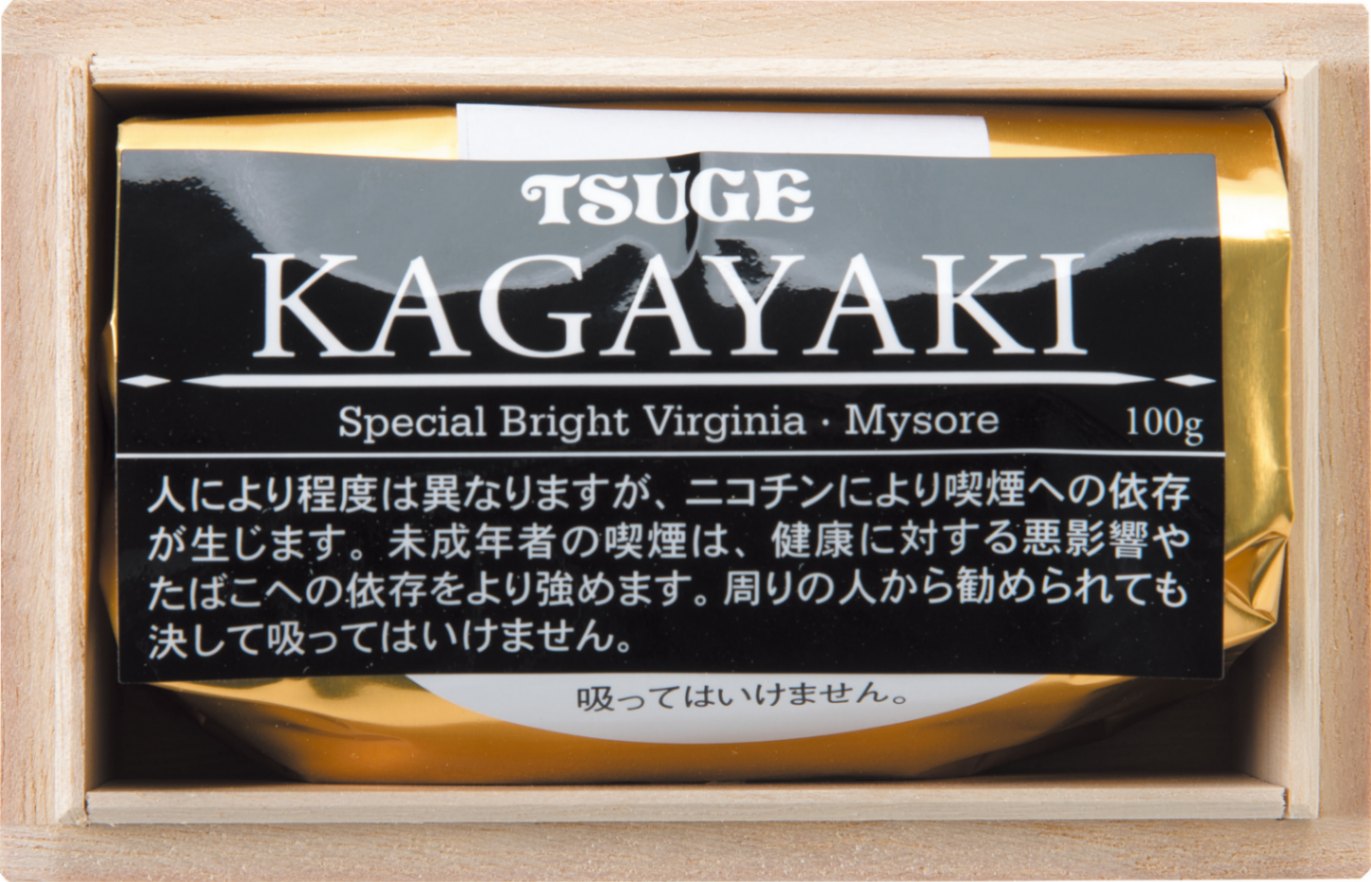 TSUGE
KAGAYAKI
Special Bright Virginia · Mysore 100g
人により程度は異なりますが、ニコチンにより喫煙への依存
が生じます。未成年者の喫煙は、健康に対する悪影響や
たばこへの依存をより強めます。周りの人から勧められても
決して吸ってはいけません。
吸ってはいけません。